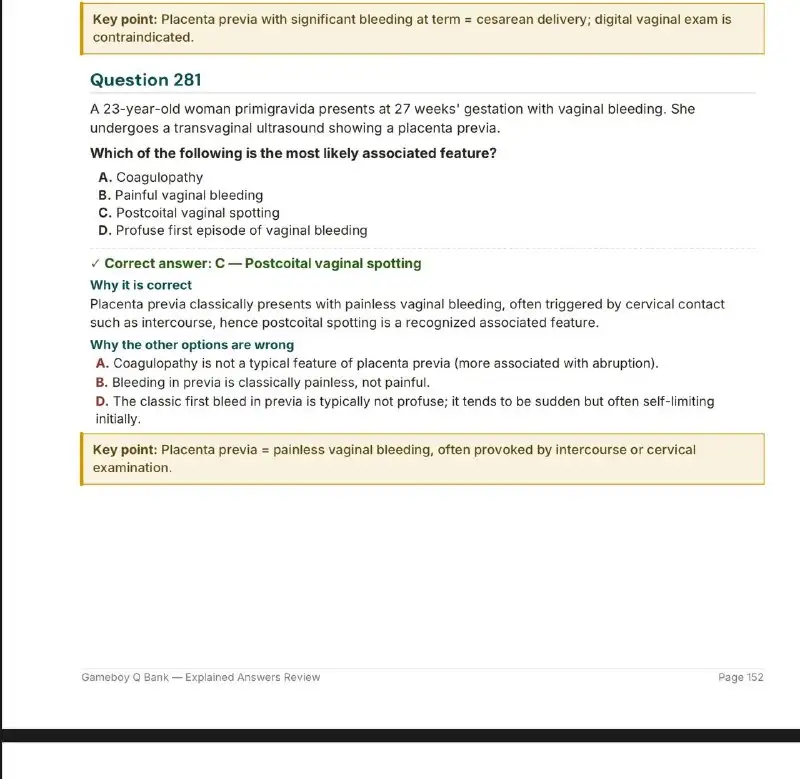 Key point: Placenta previa with significant bleeding at term = cesarean delivery; digital vaginal exam is
contraindicated.
Question 281
A 23-year-old woman primigravida presents at 27 weeks' gestation with vaginal bleeding. She
undergoes a transvaginal ultrasound showing a placenta previa.
Which of the following is the most likely associated feature?
A. Coagulopathy
B. Painful vaginal bleeding
C. Postcoital vaginal spotting
D. Profuse first episode of vaginal bleeding
✓ Correct answer: C — Postcoital vaginal spotting
Why it is correct
Placenta previa classically presents with painless vaginal bleeding, often triggered by cervical contact
such as intercourse, hence postcoital spotting is a recognized associated feature.
Why the other options are wrong
A. Coagulopathy is not a typical feature of placenta previa (more associated with abruption).
B. Bleeding in previa is classically painless, not painful.
D. The classic first bleed in previa is typically not profuse; it tends to be sudden but often self-limiting
initially.
Key point: Placenta previa = painless vaginal bleeding, often provoked by intercourse or cervical
examination.
Gameboy Q Bank — Explained Answers Review
Page 152